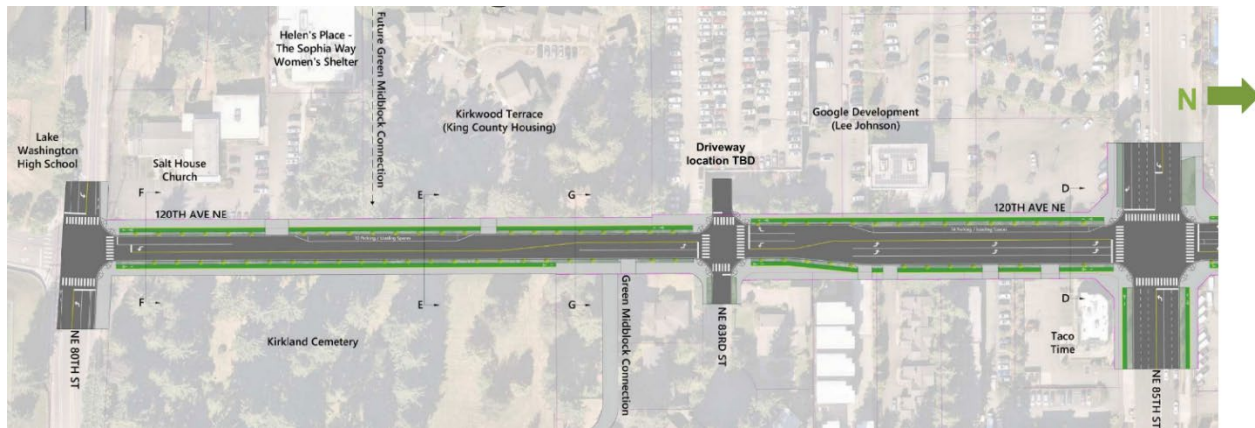 Helen's Place -
The Sophia Way
Women's Shelter
Future Green Midblock Connection
Kirkwood Terrace
(King County Housing)
Google Development
(Lee Johnson)
N
Lake
Washington
High School
Salt House
Church
Driveway
location TBD
F
E
G
D
120TH AVE NE
120TH AVE NE
F
E
G
D
NE 80TH ST
Kirkland Cemetery
Green Midblock Connection
NE 83RD ST
Taco
Time
NE 85TH ST